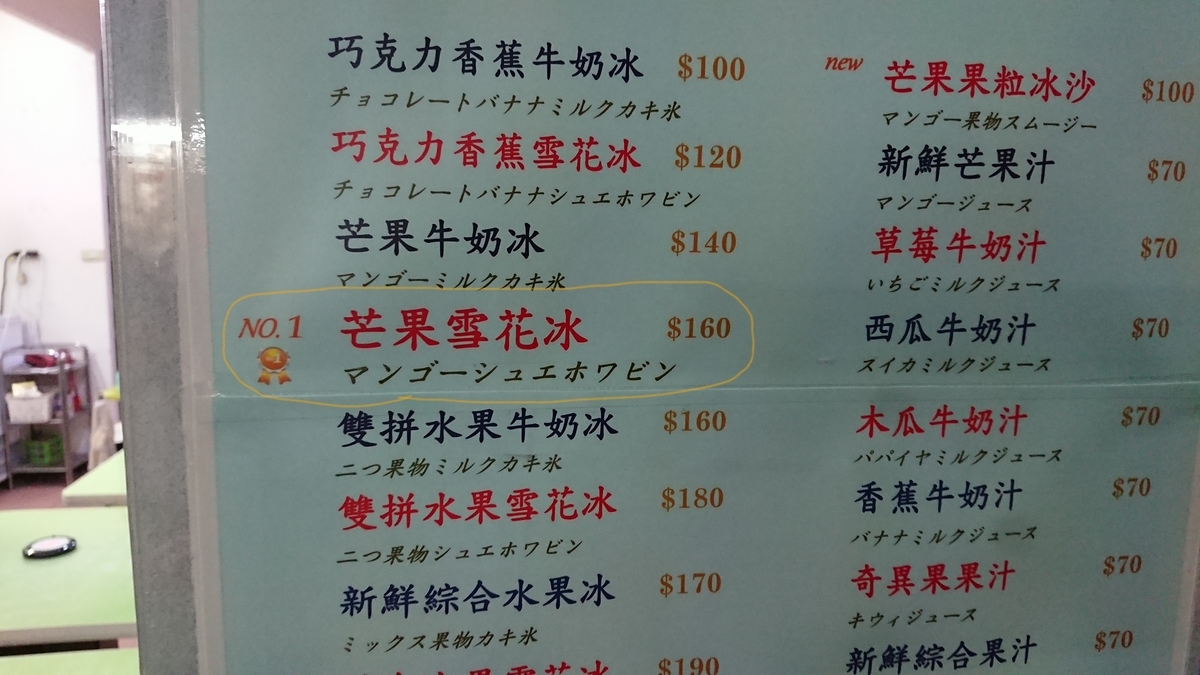 巧克力香蕉牛奶冰 $100
チョコレートバナナミルクカキ氷
巧克力香蕉雪花冰 $120
チョコレートバナナシュエホワビン
芒果牛奶冰 $140
マンゴーミルクカキ氷
NO.1 芒果雪花冰 $160
マンゴーシュエホワビン
雙拼水果牛奶冰 $160
二つ果物ミルクカキ氷
雙拼水果雪花冰 $180
二つ果物シュエホワビン
新鮮綜合水果冰 $170
ミックス果物カキ氷
水果雪花冰 $190
new 芒果果粒冰沙 $100
マンゴー果物スムージー
新鮮芒果汁 $70
マンゴージュース
草莓牛奶汁 $70
いちごミルクジュース
西瓜牛奶汁 $70
スイカミルクジュース
木瓜牛奶汁 $70
パパイヤミルクジュース
香蕉牛奶汁 $70
バナナミルクジュース
奇異果果汁 $70
キウィジュース
新鮮綜合果汁 $70